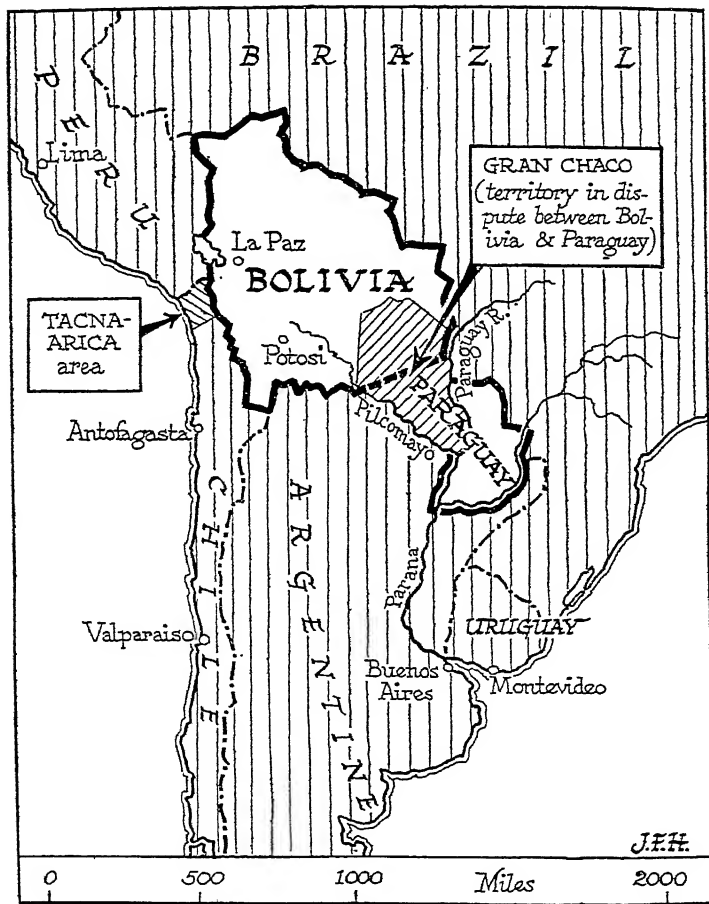 BRAZIL
PERU
Lima
GRAN CHACO
(territory in dis-
pute between Bol-
ivia & Paraguay)
La Paz
BOLIVIA
TACNA-
ARICA
area
Potosi
Paraguay R.
PARAGUAY
Pilcomayo
Antofagasta
CHILE
ARGENTINE
Parana
Valparaiso
URUGUAY
Buenos
Aires
Montevideo
J.F.H.
0 500 1000 Miles 2000